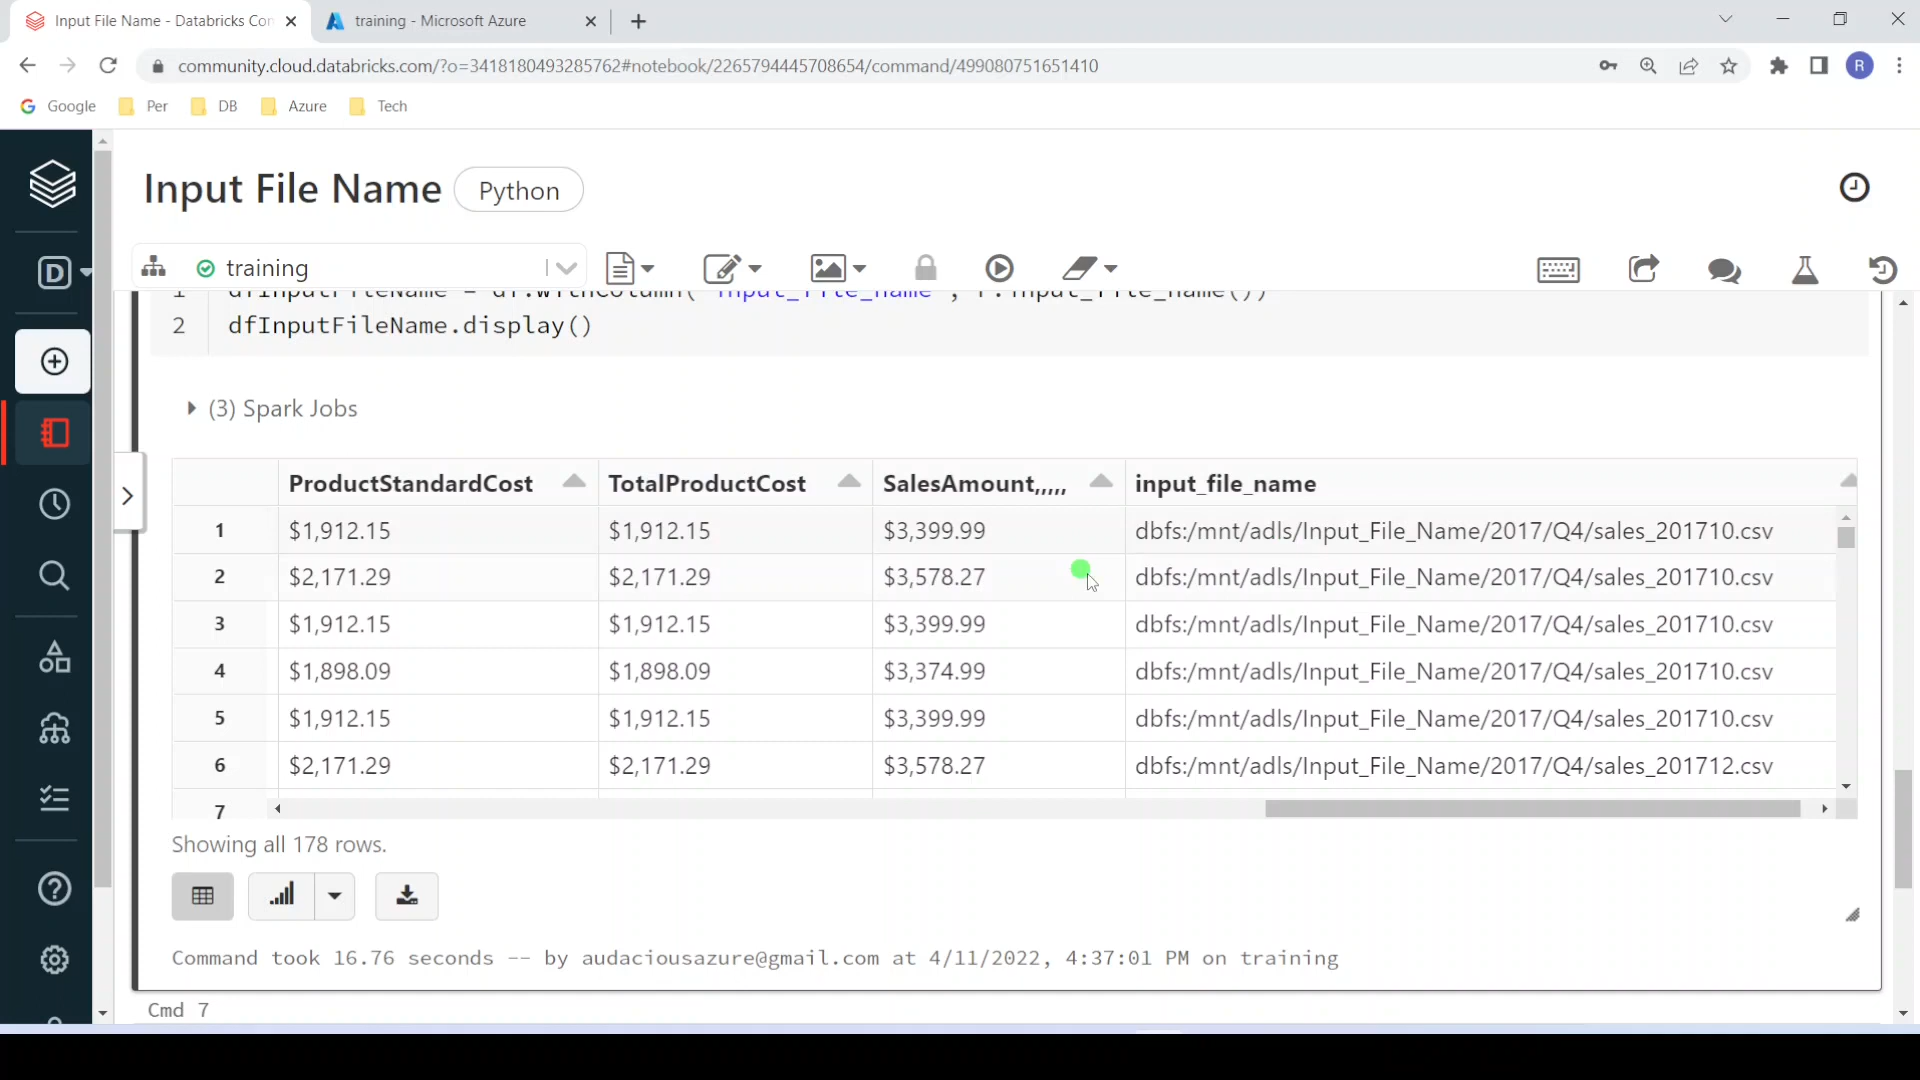 Input File Name - Databricks Con
training - Microsoft Azure
community.cloud.databricks.com/?o=3418180493285762#notebook/2265794445708654/command/499080751651410
R
Google Per DB Azure Tech
Input File Name Python
D
training
1 dfInputFileName = df.withColumn( "input_file_name" , F.input_file_name())
2 dfInputFileName.display()
(3) Spark Jobs
ProductStandardCost TotalProductCost SalesAmount,,,,, input_file_name
1 $1,912.15 $1,912.15 $3,399.99 dbfs:/mnt/adls/Input_File_Name/2017/Q4/sales_201710.csv
2 $2,171.29 $2,171.29 $3,578.27 dbfs:/mnt/adls/Input_File_Name/2017/Q4/sales_201710.csv
3 $1,912.15 $1,912.15 $3,399.99 dbfs:/mnt/adls/Input_File_Name/2017/Q4/sales_201710.csv
4 $1,898.09 $1,898.09 $3,374.99 dbfs:/mnt/adls/Input_File_Name/2017/Q4/sales_201710.csv
5 $1,912.15 $1,912.15 $3,399.99 dbfs:/mnt/adls/Input_File_Name/2017/Q4/sales_201710.csv
6 $2,171.29 $2,171.29 $3,578.27 dbfs:/mnt/adls/Input_File_Name/2017/Q4/sales_201712.csv
7
Showing all 178 rows.
Command took 16.76 seconds -- by audaciousazure@gmail.com at 4/11/2022, 4:37:01 PM on training
Cmd 7